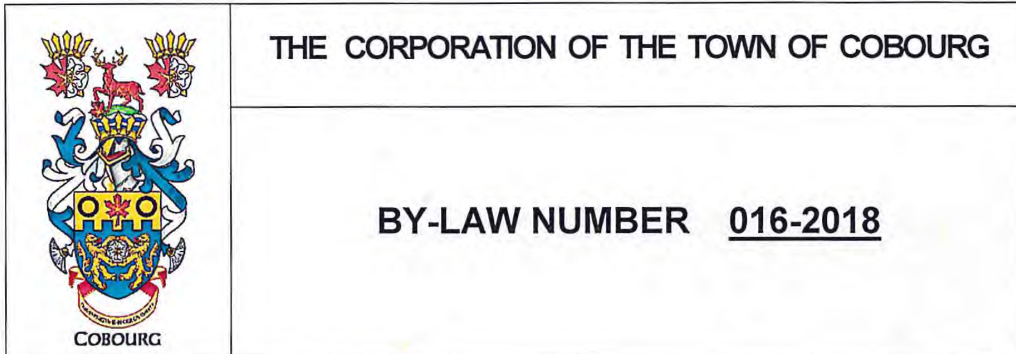 THE CORPORATION OF THE TOWN OF COBOURG
BY-LAW NUMBER 016-2018
COBOURG